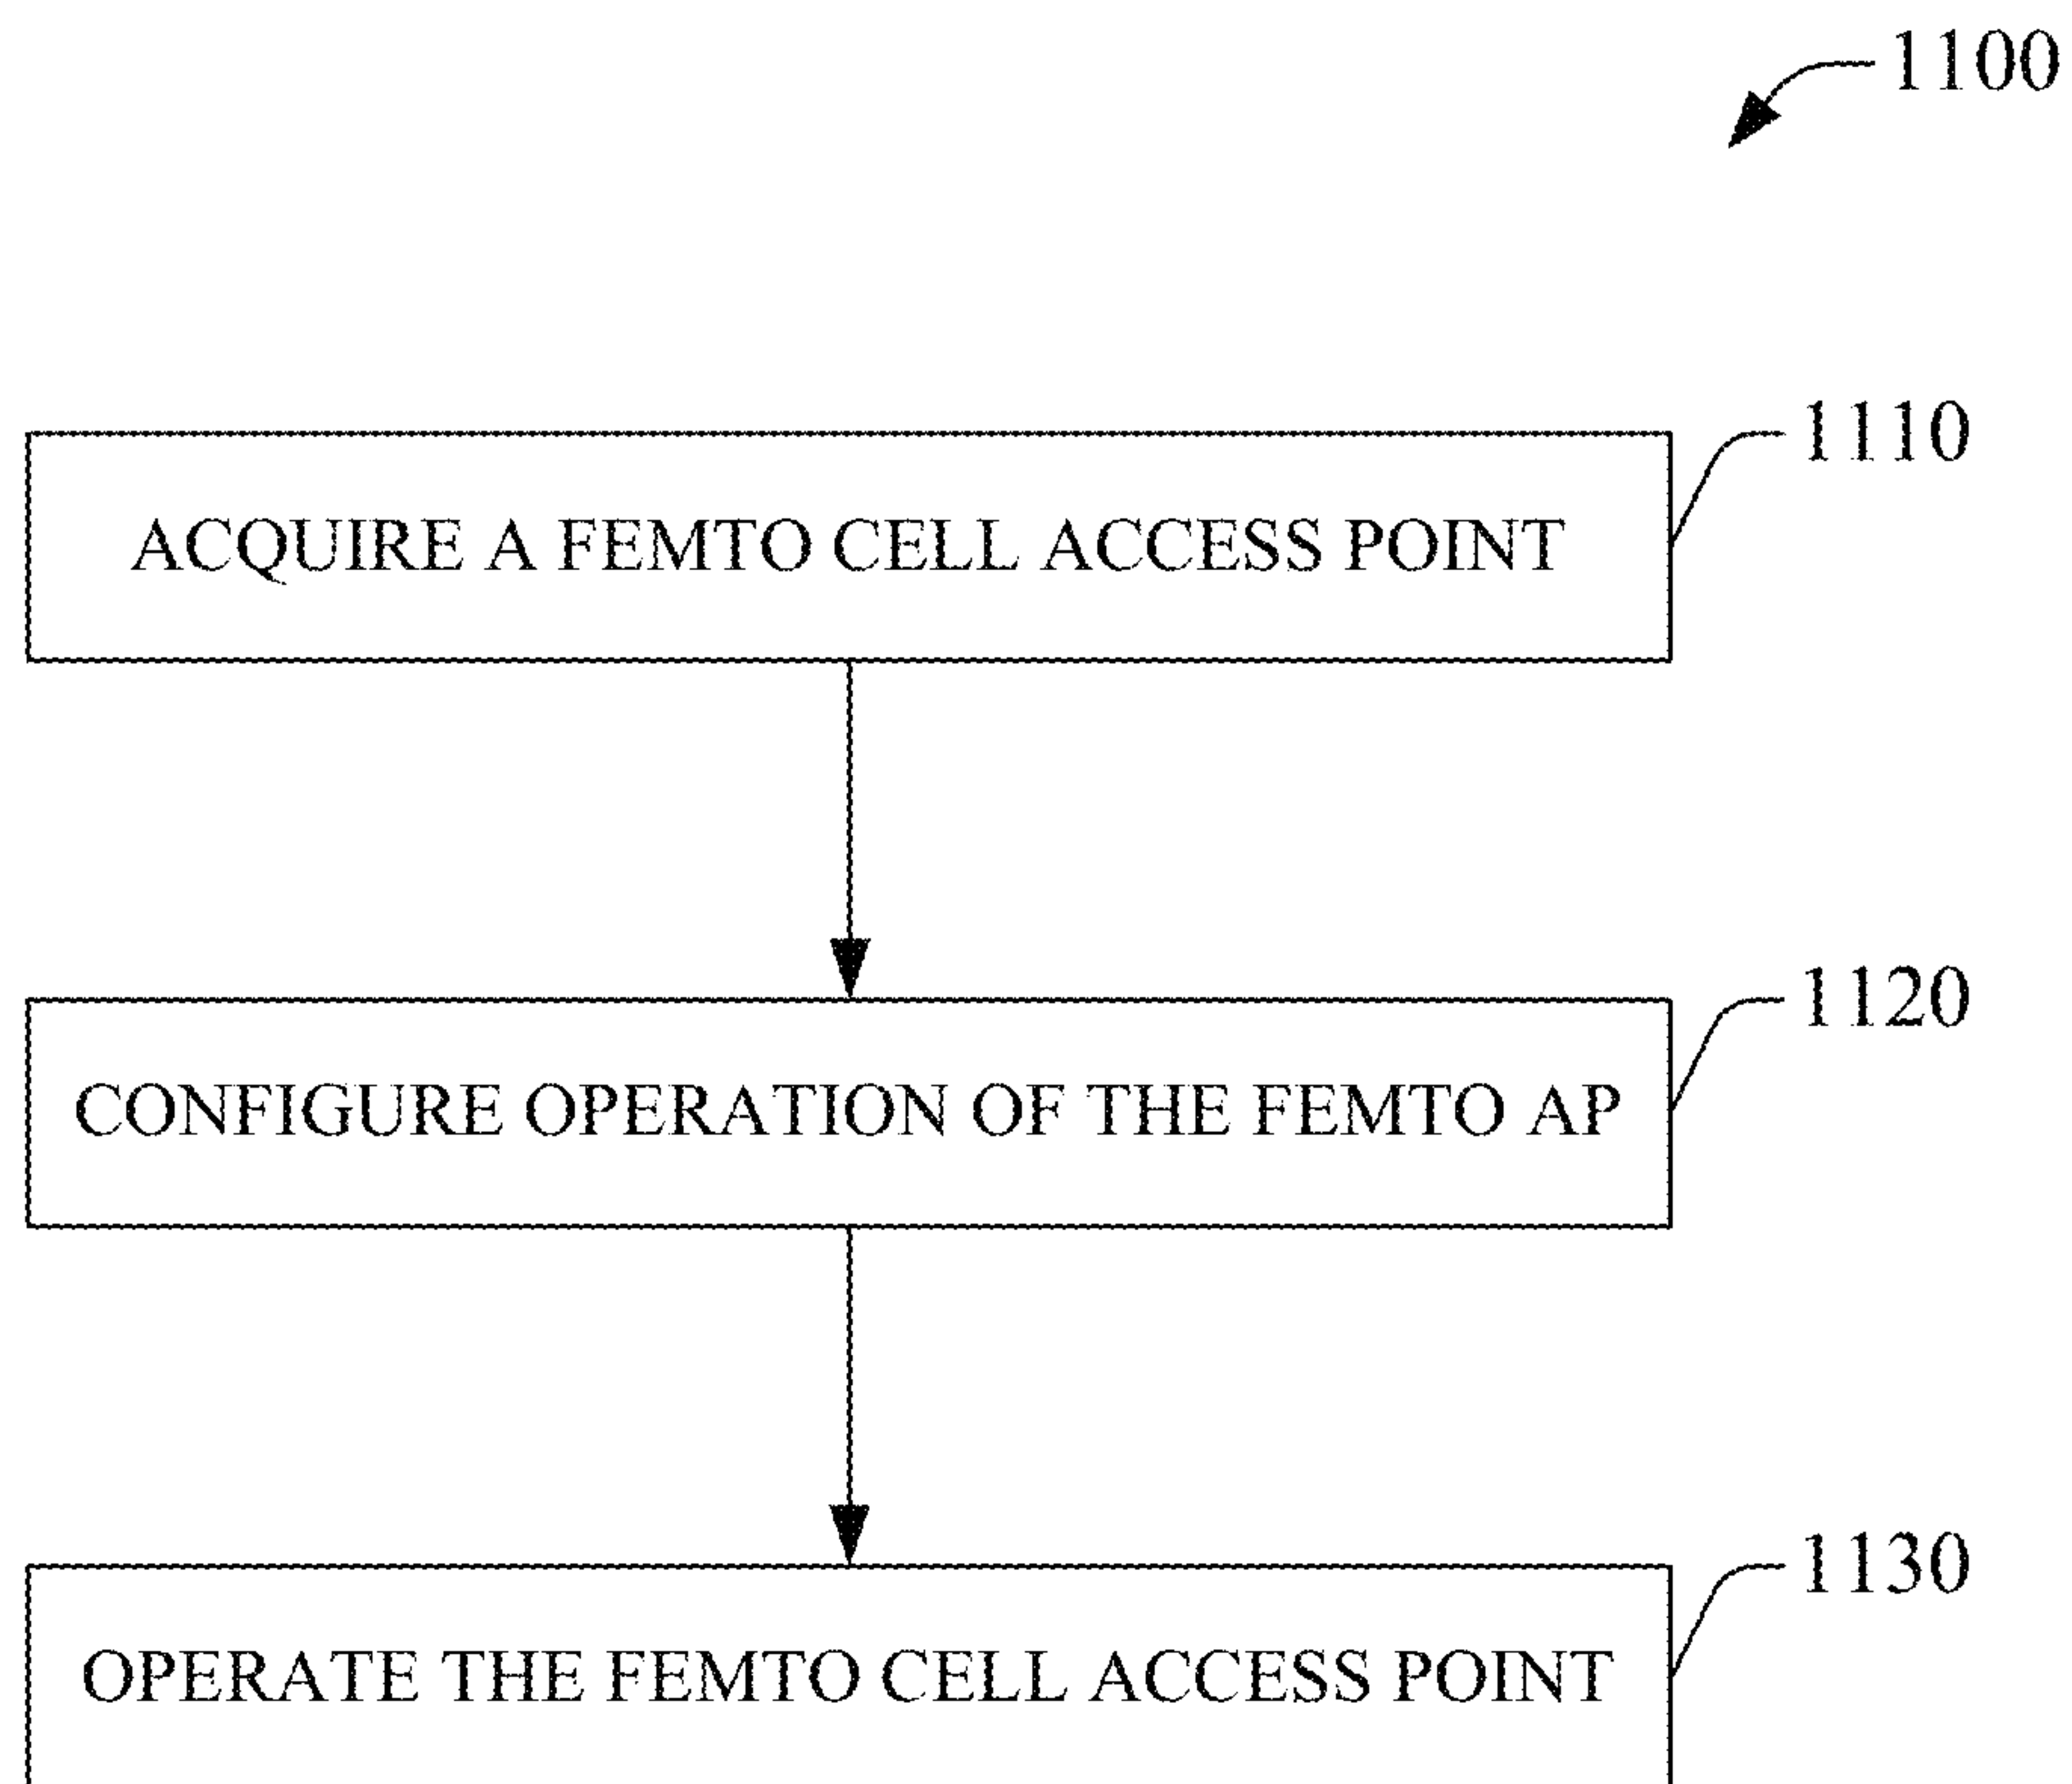 1100
1110
ACQUIRE A FEMTO CELL ACCESS POINT
1120
CONFIGURE OPERATION OF THE FEMTO AP
1130
OPERATE THE FEMTO CELL ACCESS POINT